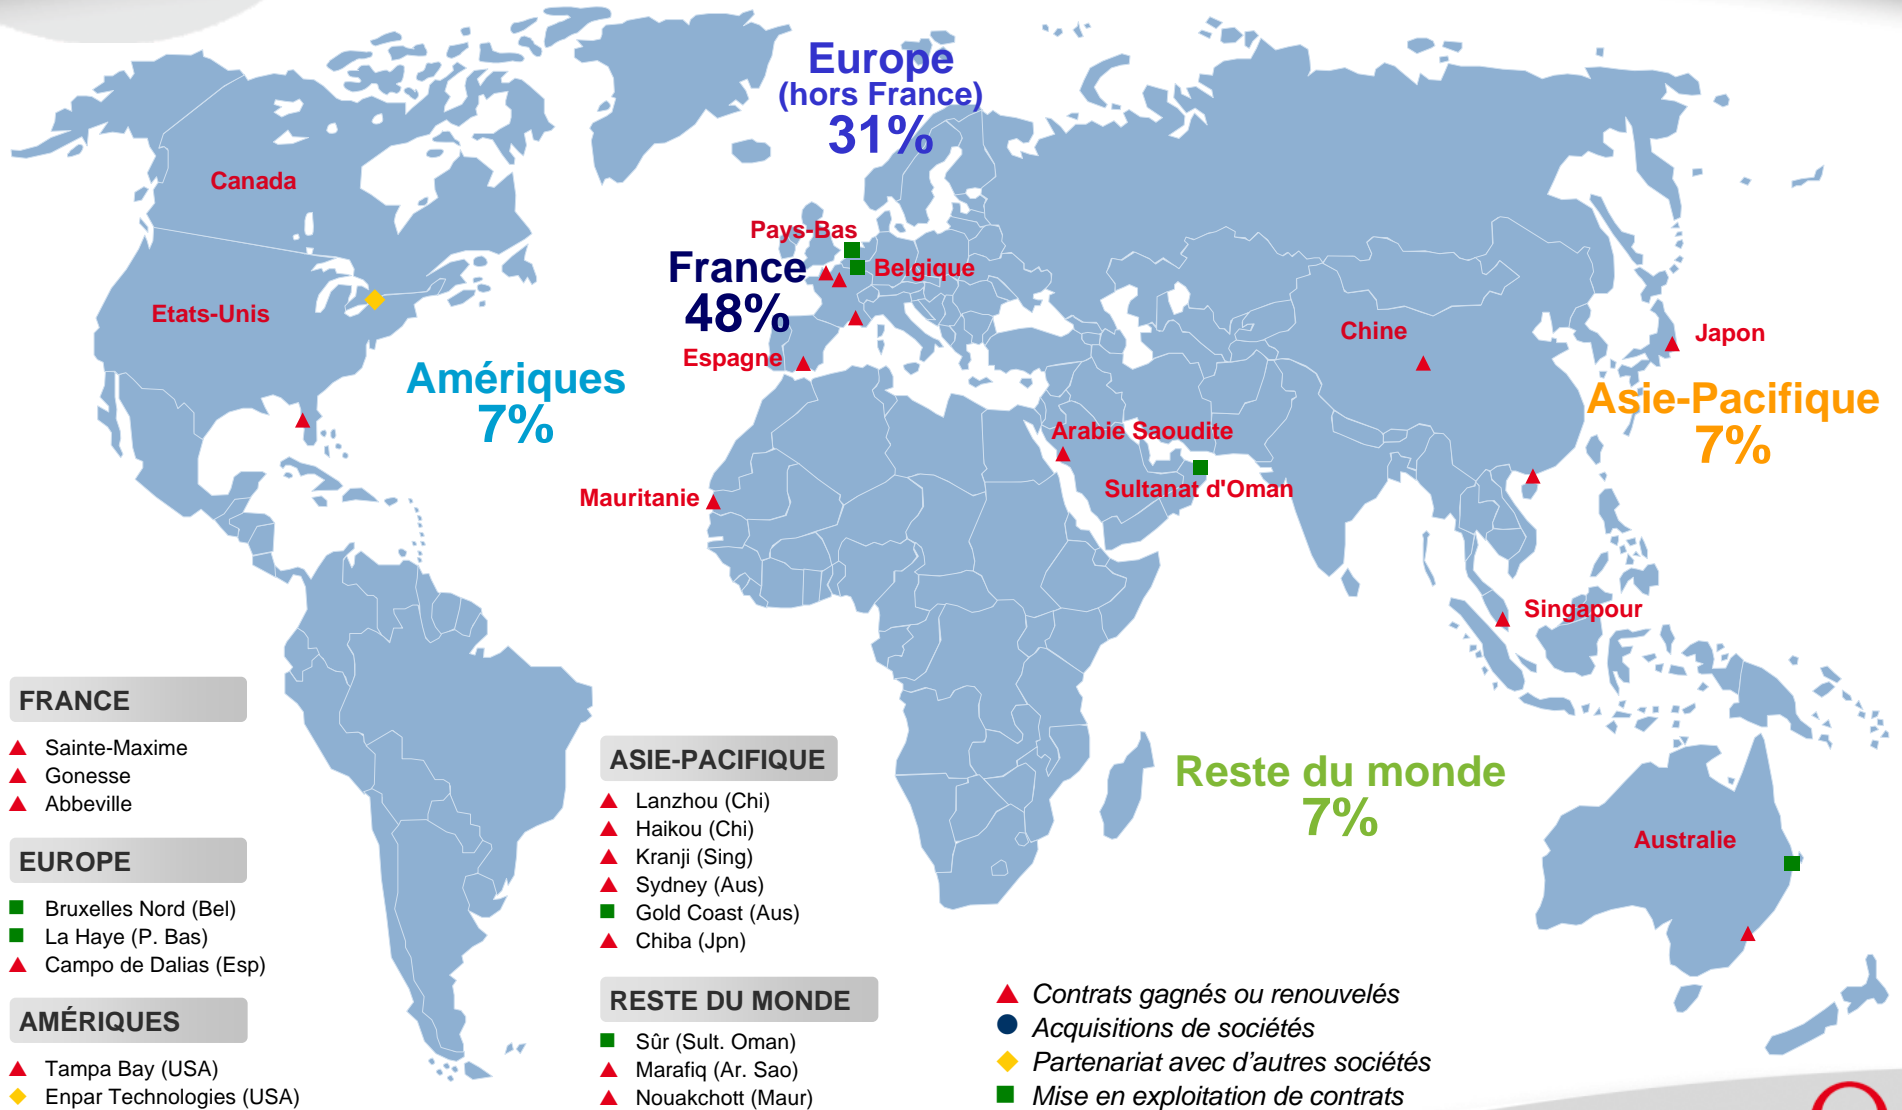 Europe
(hors France)
31%
Canada
Pays-Bas
France
48%
Belgique
Etats-Unis
Espagne
Amériques
7%
Chine
Japon
Asie-Pacifique
7%
Arabie Saoudite
Sultanat d'Oman
Mauritanie
Singapour
Reste du monde
7%
Australie
FRANCE
Sainte-Maxime
Gonesse
Abbeville
EUROPE
Bruxelles Nord (Bel)
La Haye (P. Bas)
Campo de Dalias (Esp)
AMÉRIQUES
Tampa Bay (USA)
Enpar Technologies (USA)
ASIE-PACIFIQUE
Lanzhou (Chi)
Haikou (Chi)
Kranji (Sing)
Sydney (Aus)
Gold Coast (Aus)
Chiba (Jpn)
RESTE DU MONDE
Sûr (Sult. Oman)
Marafiq (Ar. Sao)
Nouakchott (Maur)
Contrats gagnés ou renouvelés
Acquisitions de sociétés
Partenariat avec d’autres sociétés
Mise en exploitation de contrats